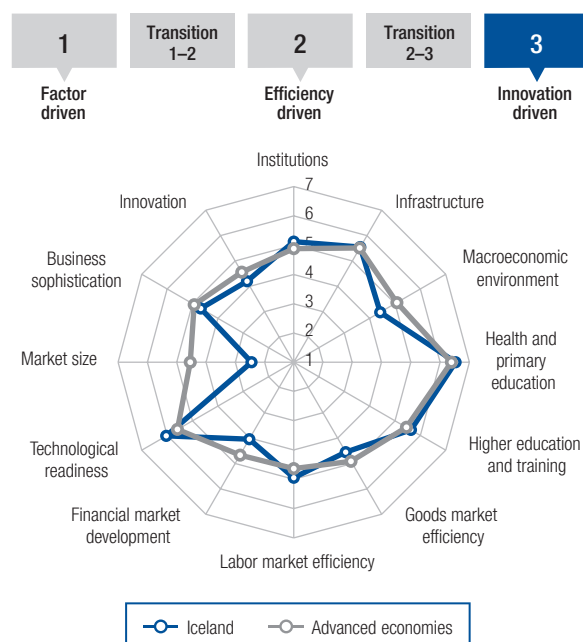 1
Transition
1–2
2
Transition
2–3
3
Factor
driven
Efficiency
driven
Innovation
driven
Institutions
Infrastructure
Macroeconomic
environment
Health and
primary
education
Higher education
and training
Goods market
efficiency
Labor market efficiency
Financial market
development
Technological
readiness
Market size
Business
sophistication
Innovation
7
6
5
4
3
2
1
Iceland
Advanced economies